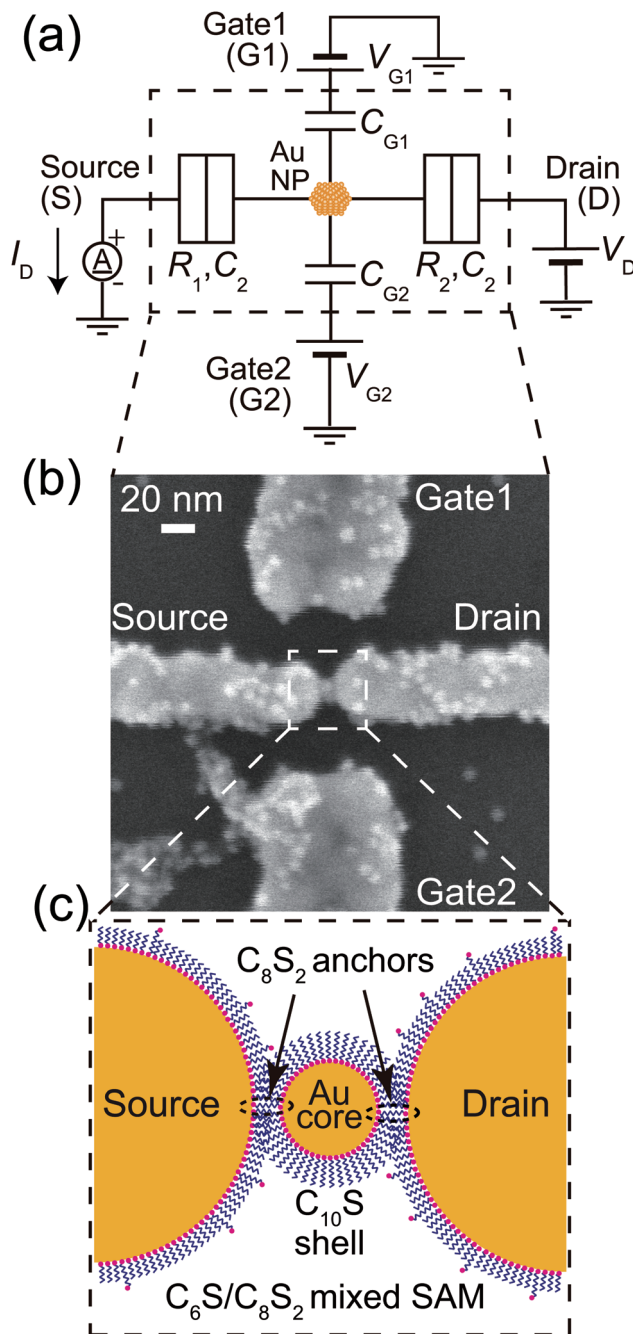 (a)
Gate1
(G1)
V_G1
C_G1
Au
NP
Source
(S)
Drain
(D)
I_D
A
+
-
R_1,C_2
R_2,C_2
V_D
C_G2
Gate2
(G2)
V_G2
(b)
20 nm
Gate1
Source
Drain
Gate2
(c)
C_8S_2 anchors
Source
Au
core
Drain
C_10S
shell
C_6S/C_8S_2 mixed SAM